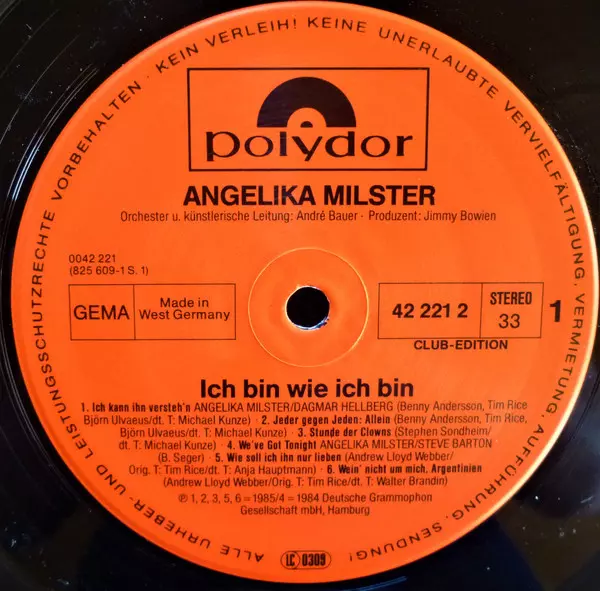 ALLE URHEBER- UND LEISTUNGSSCHUTZRECHTE VORBEHALTEN · KEIN VERLEIH! KEINE UNERLAUBTE VERVIELFÄLTIGUNG, VERMIETUNG, AUFFÜHRUNG, SENDUNG!
polydor
ANGELIKA MILSTER
Orchester u. künstlerische Leitung: André Bauer · Produzent: Jimmy Bowien
0042 221
(825 609-1 S. 1)
GEMA
Made in
West Germany
42 221 2
STEREO
33
1
CLUB-EDITION
Ich bin wie ich bin
1. Ich kann ihn versteh'n ANGELIKA MILSTER/DAGMAR HELLBERG (Benny Andersson, Tim Rice
Björn Ulvaeus/dt. T: Michael Kunze) · 2. Jeder gegen Jeden: Allein (Benny Andersson, Tim Rice,
Björn Ulvaeus/dt. T: Michael Kunze) · 3. Stunde der Clowns (Stephen Sondheim/
dt. T: Michael Kunze) · 4. We've Got Tonight ANGELIKA MILSTER/STEVE BARTON
(B. Seger) · 5. Wie soll ich ihn nur lieben (Andrew Lloyd Webber/
Orig. T: Tim Rice/dt. T: Anja Hauptmann) · 6. Wein' nicht um mich, Argentinien
(Andrew Lloyd Webber/Orig. T: Tim Rice/dt. T: Walter Brandin)
℗ 1, 2, 3, 5, 6 = 1985/4 = 1984 Deutsche Grammophon
Gesellschaft mbH, Hamburg
LC 0309